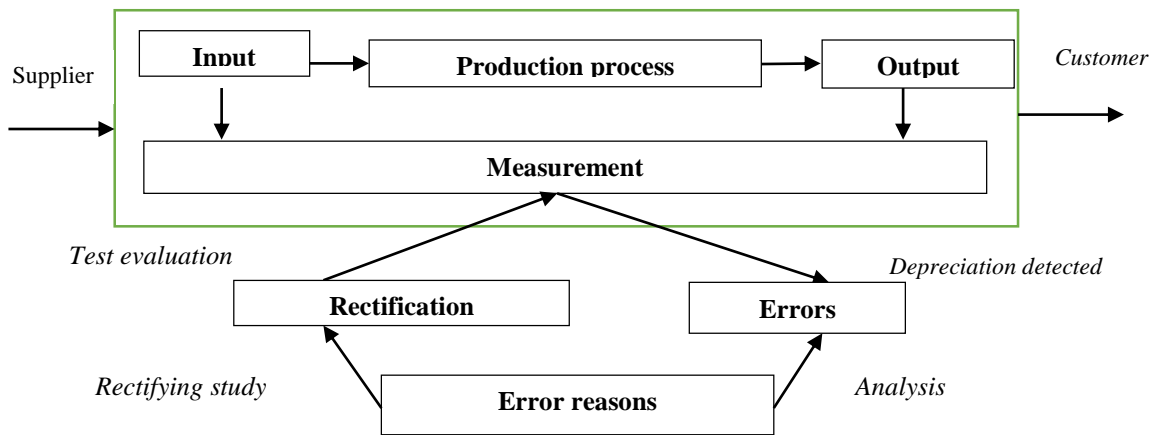 Input
Production process
Output
Supplier
Customer
Measurement
Test evaluation
Depreciation detected
Rectification
Errors
Rectifying study
Error reasons
Analysis